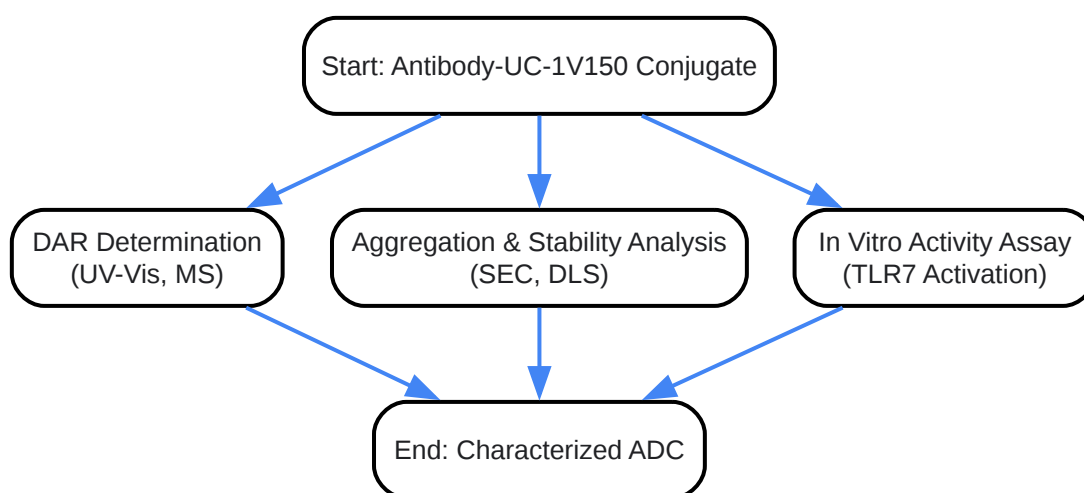 Start: Antibody-UC-1V150 Conjugate
DAR Determination
(UV-Vis, MS)
Aggregation & Stability Analysis
(SEC, DLS)
In Vitro Activity Assay
(TLR7 Activation)
End: Characterized ADC